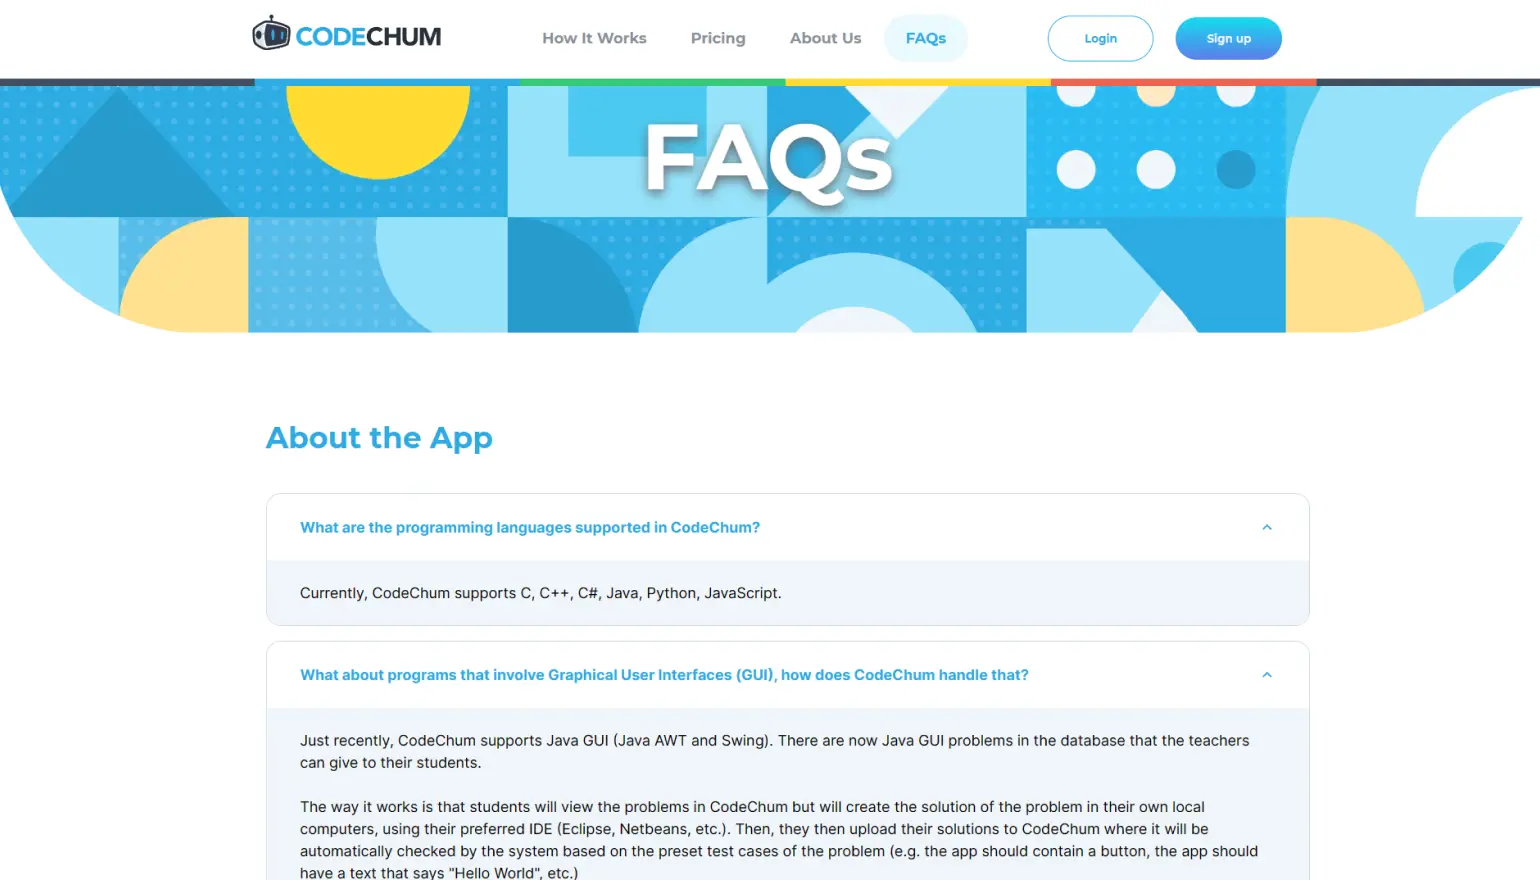 CODECHUM
How It Works
Pricing
About Us
FAQs
Login
Sign up
FAQs
About the App
What are the programming languages supported in CodeChum?
Currently, CodeChum supports C, C++, C#, Java, Python, JavaScript.
What about programs that involve Graphical User Interfaces (GUI), how does CodeChum handle that?
Just recently, CodeChum supports Java GUI (Java AWT and Swing). There are now Java GUI problems in the database that the teachers
can give to their students.
The way it works is that students will view the problems in CodeChum but will create the solution of the problem in their own local
computers, using their preferred IDE (Eclipse, Netbeans, etc.). Then, they then upload their solutions to CodeChum where it will be
automatically checked by the system based on the preset test cases of the problem (e.g. the app should contain a button, the app should
have a text that says "Hello World", etc.)